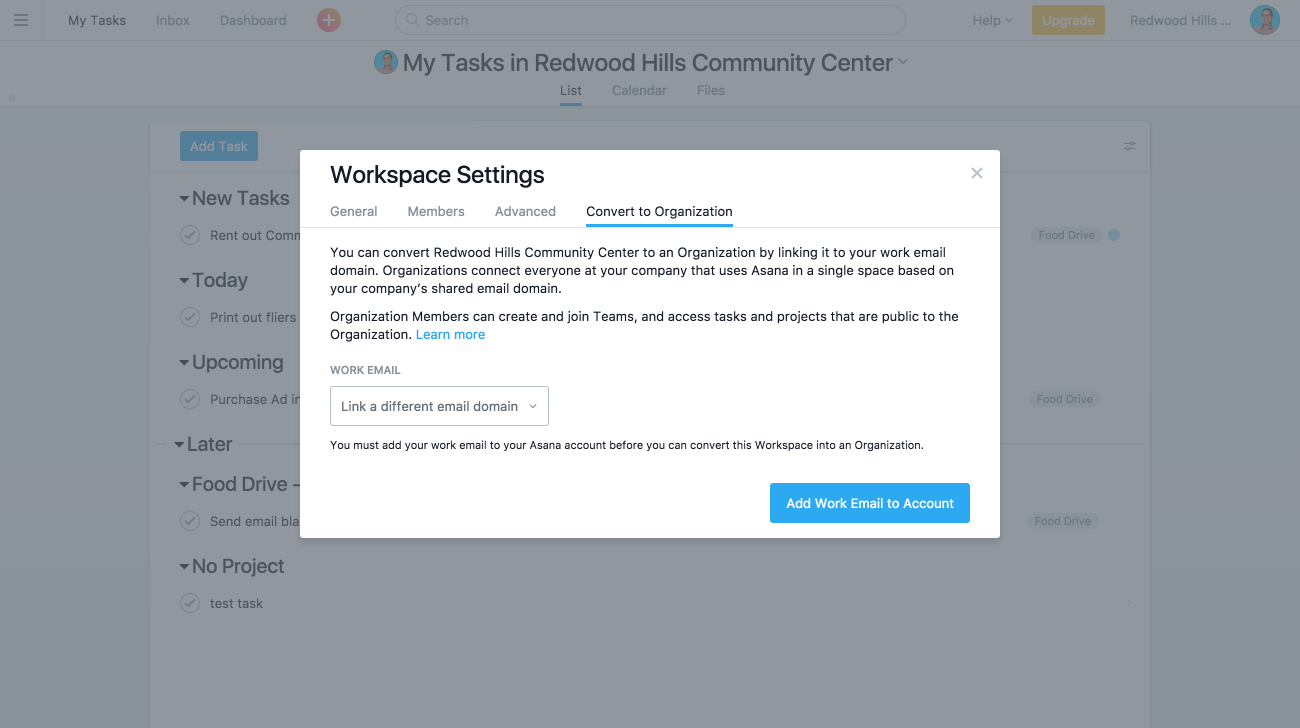 My Tasks Inbox Dashboard Search Help Upgrade Redwood Hills ...
My Tasks in Redwood Hills Community Center
List Calendar Files
Add Task
Workspace Settings
General Members Advanced Convert to Organization
You can convert Redwood Hills Community Center to an Organization by linking it to your work email
domain. Organizations connect everyone at your company that uses Asana in a single space based on
your company's shared email domain.
Organization Members can create and join Teams, and access tasks and projects that are public to the
Organization. Learn more
WORK EMAIL
Link a different email domain
You must add your work email to your Asana account before you can convert this Workspace into an Organization.
Add Work Email to Account
New Tasks
Rent out Comm Food Drive
Today
Print out fliers
Upcoming
Purchase Ad in Food Drive
Later
Food Drive -
Send email bla Food Drive
No Project
test task